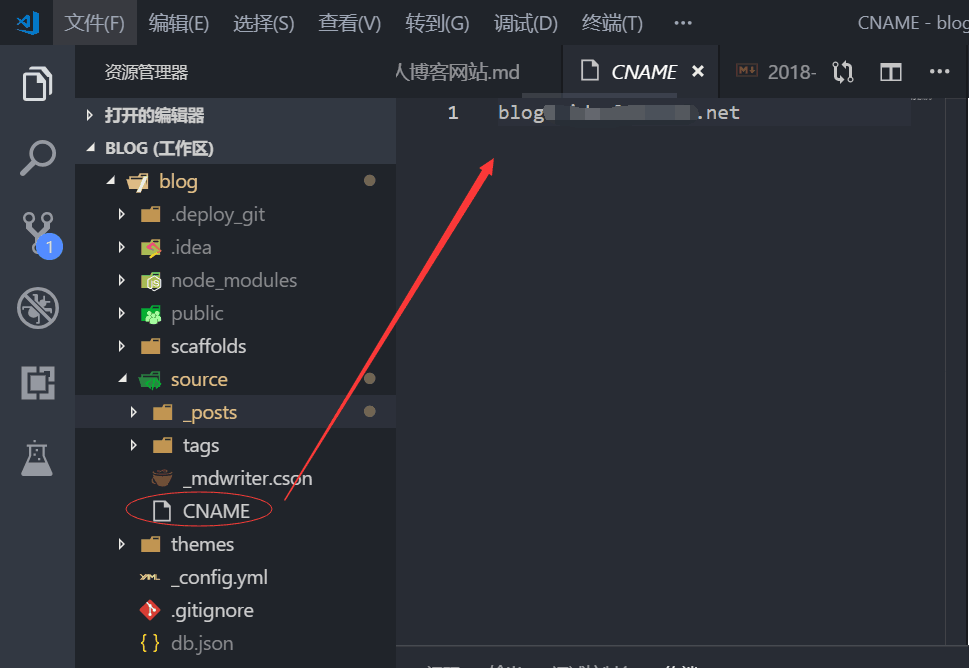 文件(F) 编辑(E) 选择(S) 查看(V) 转到(G) 调试(D) 终端(T) ··· CNAME - blog
资源管理器 人博客网站.md CNAME 2018-
打开的编辑器
1 blog .net
BLOG (工作区)
blog
.deploy_git
.idea
node_modules
public
scaffolds
source
_posts
tags
_mdwriter.cson
CNAME
themes
_config.yml
.gitignore
db.json
1